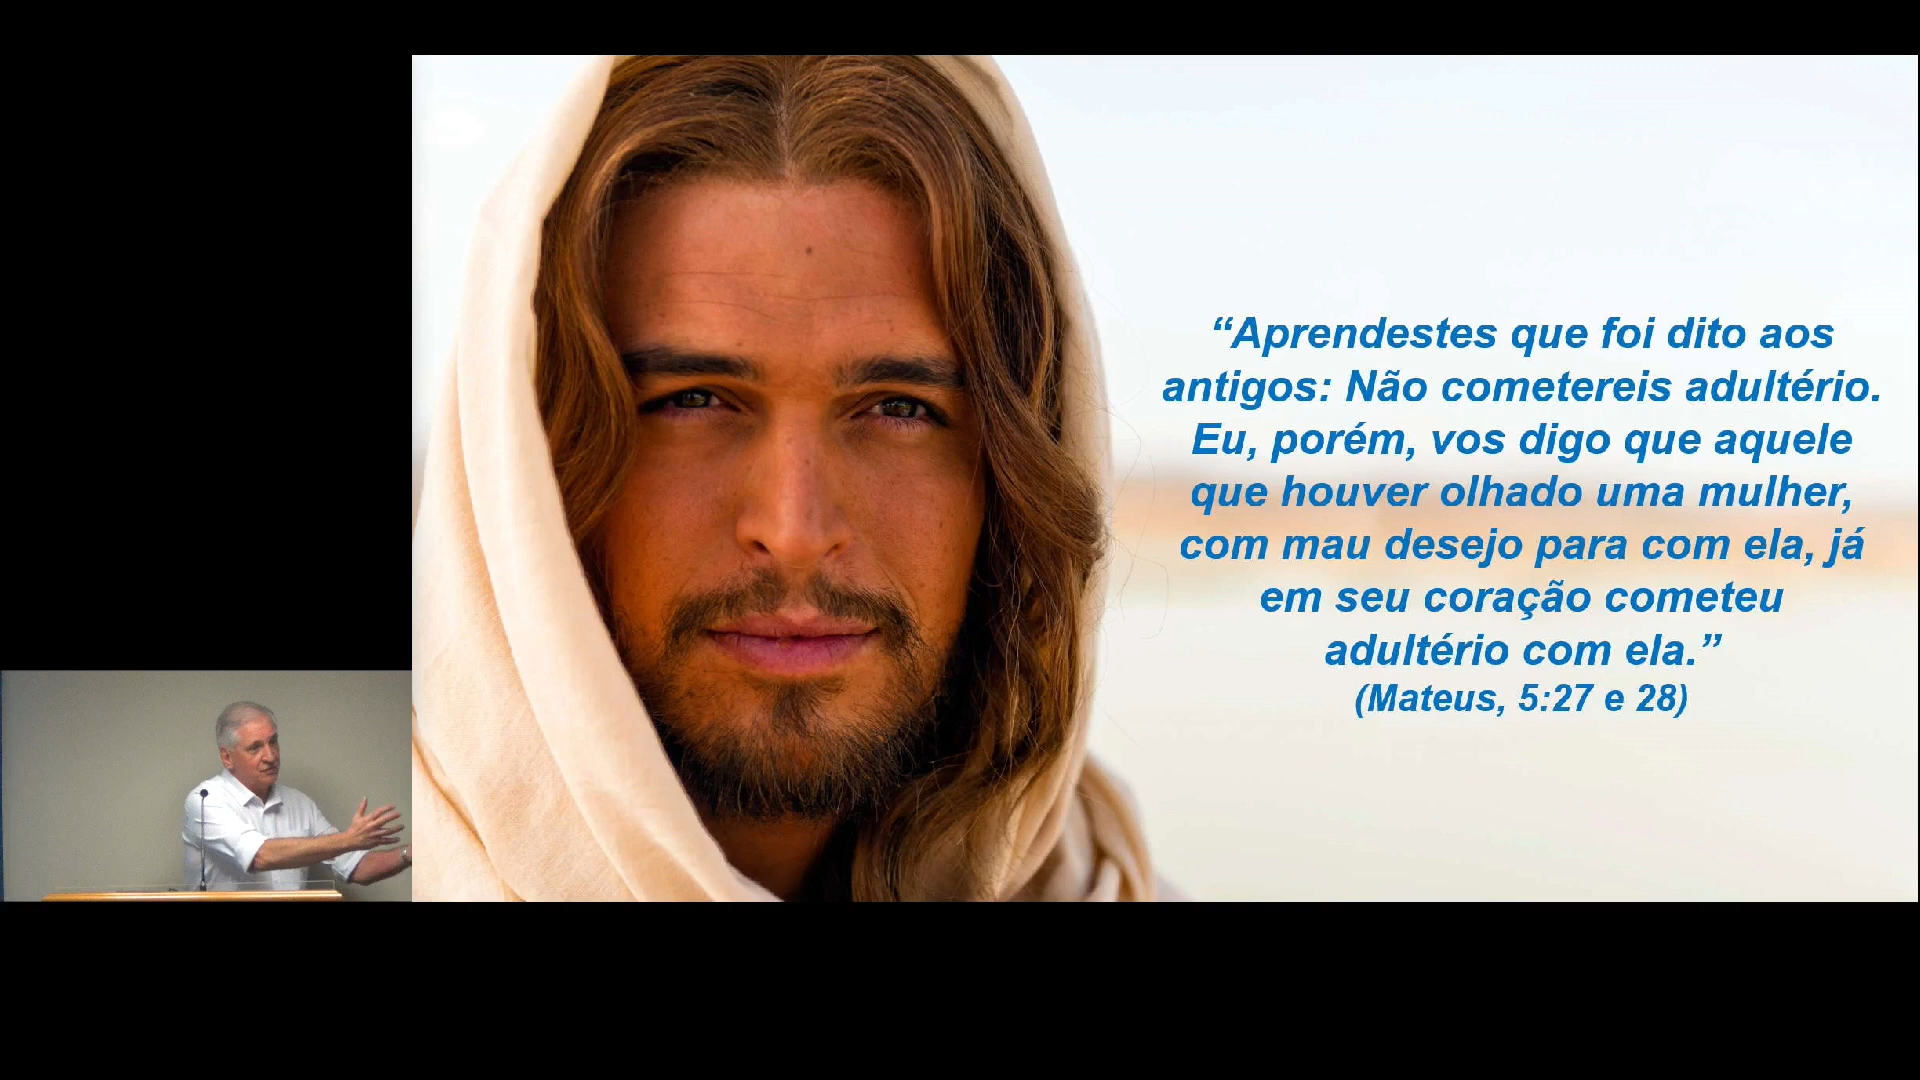 “Aprendestes que foi dito aos
antigos: Não cometereis adultério.
Eu, porém, vos digo que aquele
que houver olhado uma mulher,
com mau desejo para com ela, já
em seu coração cometeu
adultério com ela.”
(Mateus, 5:27 e 28)